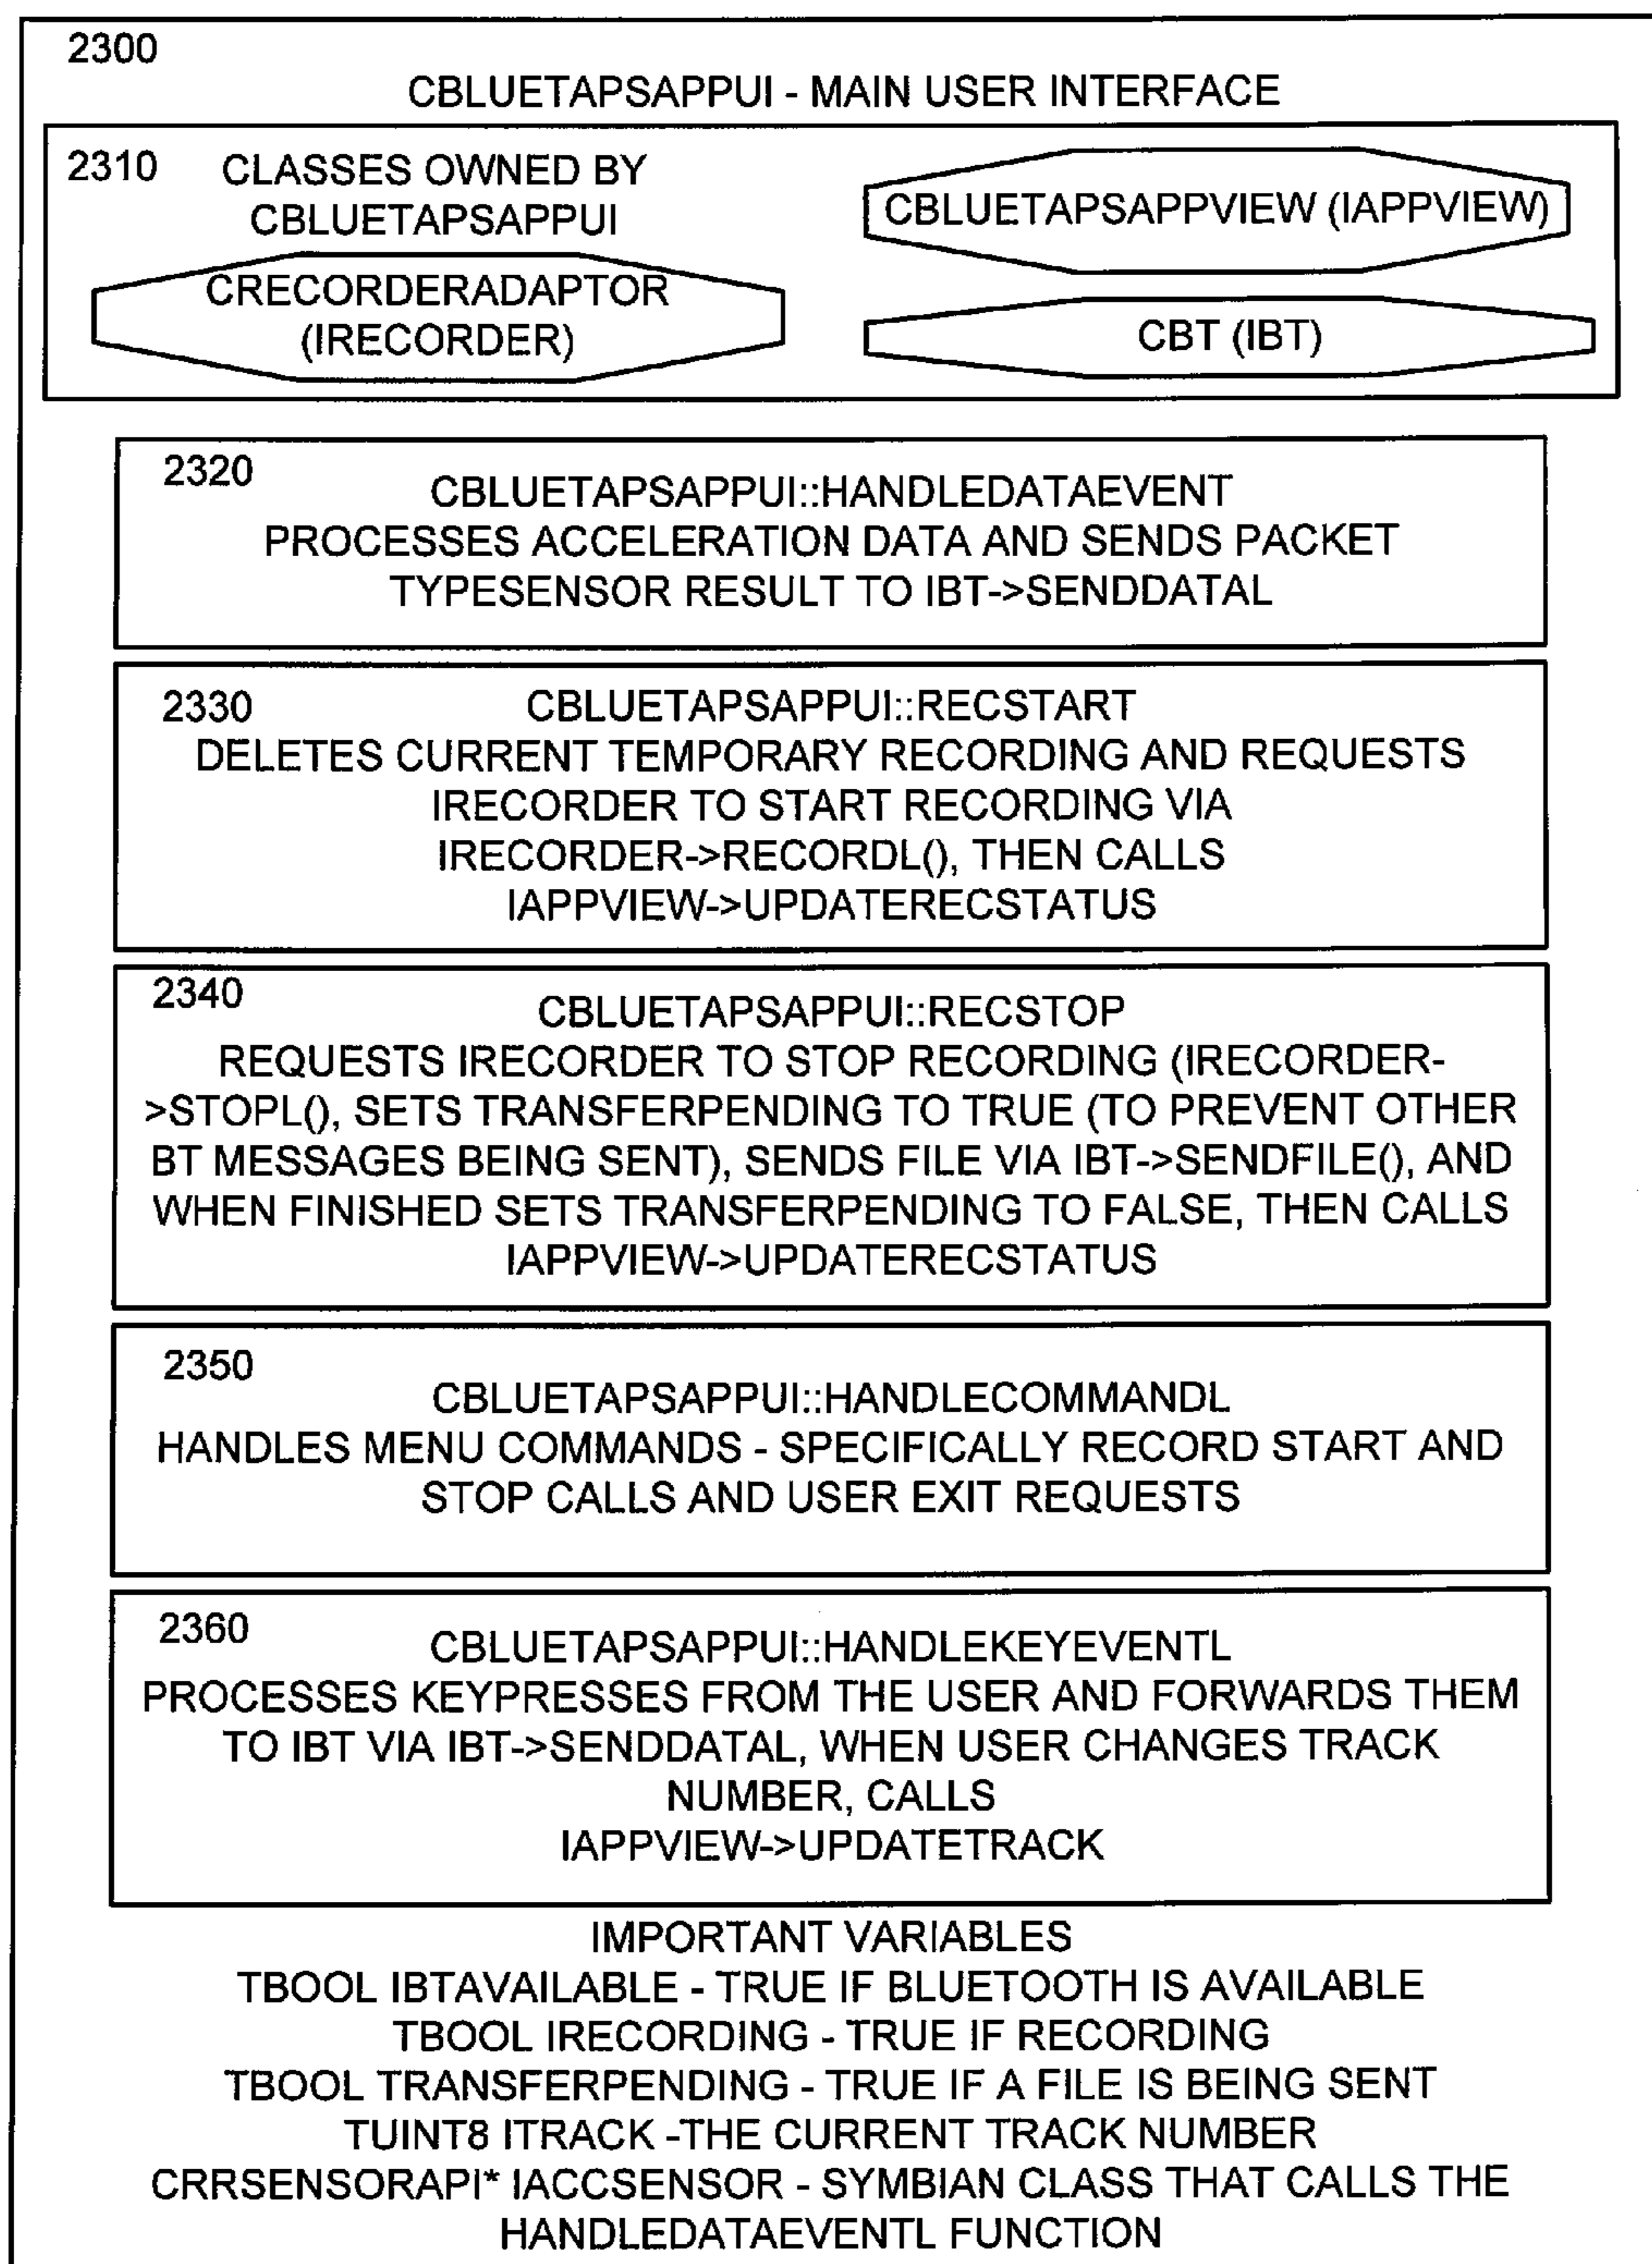 2300
CBLUETAPSAPPUI - MAIN USER INTERFACE
2310 CLASSES OWNED BY
CBLUETAPSAPPUI
CRECORDERADAPTOR
(IRECORDER)
CBLUETAPSAPPVIEW (IAPPVIEW)
CBT (IBT)
2320
CBLUETAPSAPPUI::HANDLEDATAEVENT
PROCESSES ACCELERATION DATA AND SENDS PACKET
TYPESENSOR RESULT TO IBT->SENDDATAL
2330 CBLUETAPSAPPUI::RECSTART
DELETES CURRENT TEMPORARY RECORDING AND REQUESTS
IRECORDER TO START RECORDING VIA
IRECORDER->RECORDL(), THEN CALLS
IAPPVIEW->UPDATERECSTATUS
2340
CBLUETAPSAPPUI::RECSTOP
REQUESTS IRECORDER TO STOP RECORDING (IRECORDER-
>STOPL(), SETS TRANSFERPENDING TO TRUE (TO PREVENT OTHER
BT MESSAGES BEING SENT), SENDS FILE VIA IBT->SENDFILE(), AND
WHEN FINISHED SETS TRANSFERPENDING TO FALSE, THEN CALLS
IAPPVIEW->UPDATERECSTATUS
2350
CBLUETAPSAPPUI::HANDLECOMMANDL
HANDLES MENU COMMANDS - SPECIFICALLY RECORD START AND
STOP CALLS AND USER EXIT REQUESTS
2360
CBLUETAPSAPPUI::HANDLEKEYEVENTL
PROCESSES KEYPRESSES FROM THE USER AND FORWARDS THEM
TO IBT VIA IBT->SENDDATAL, WHEN USER CHANGES TRACK
NUMBER, CALLS
IAPPVIEW->UPDATETRACK
IMPORTANT VARIABLES
TBOOL IBTAVAILABLE - TRUE IF BLUETOOTH IS AVAILABLE
TBOOL IRECORDING - TRUE IF RECORDING
TBOOL TRANSFERPENDING - TRUE IF A FILE IS BEING SENT
TUINT8 ITRACK -THE CURRENT TRACK NUMBER
CRRSENSORAPI* IACCSENSOR - SYMBIAN CLASS THAT CALLS THE
HANDLEDATAEVENTL FUNCTION